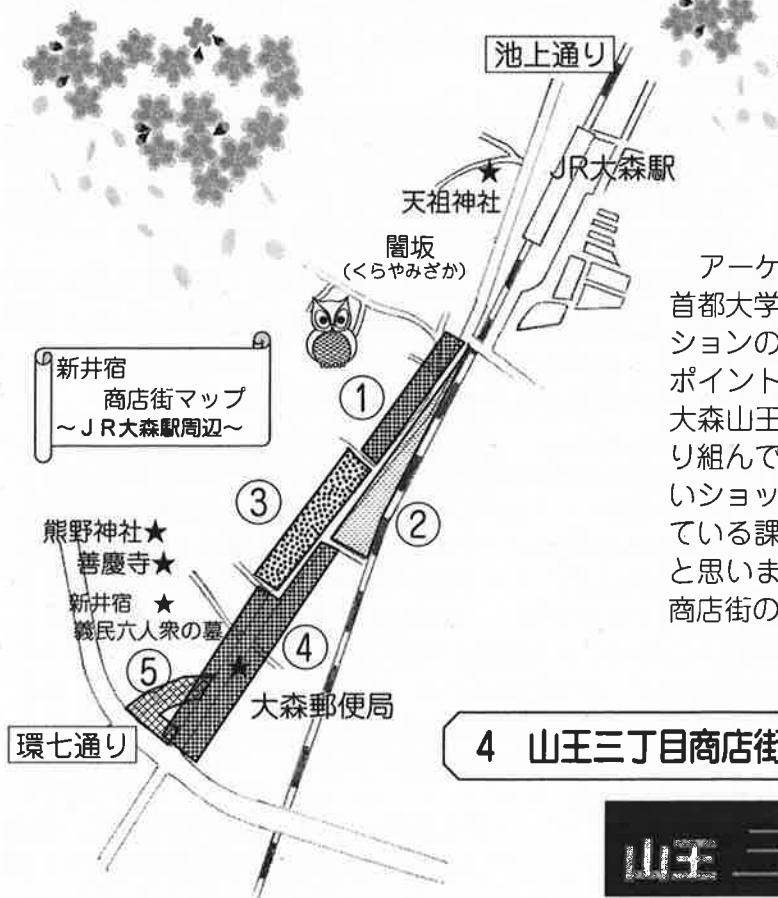 池上通り
JR大森駅
天祖神社
闇坂
(くらやみざか)
新井宿
商店街マップ
～JR大森駅周辺～
①
③
②
熊野神社★
善慶寺★
新井宿 ★
義民六人衆の墓
④
⑤
大森郵便局
環七通り
アーケ
首都大学
ションの
ポイント
大森山王
り組んで
いショッ
ている課
と思いま
商店街の
4 山王三丁目商店街
山王 三